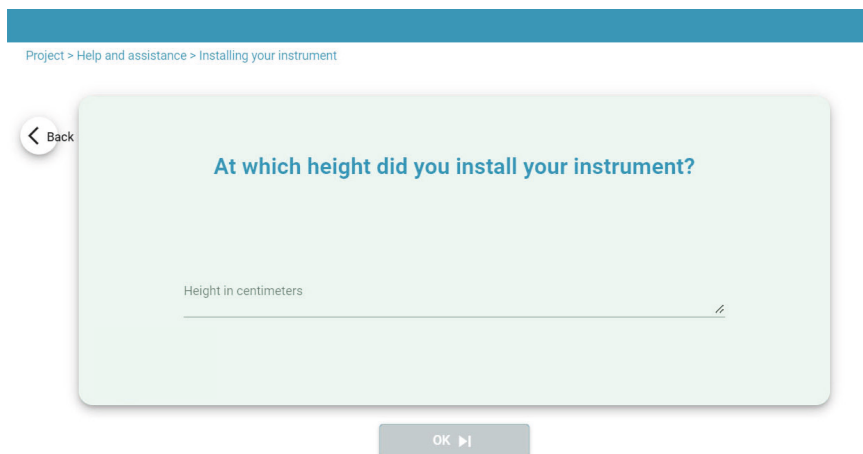 Project > Help and assistance > Installing your instrument
Back
At which height did you install your instrument?
Height in centimeters
OK